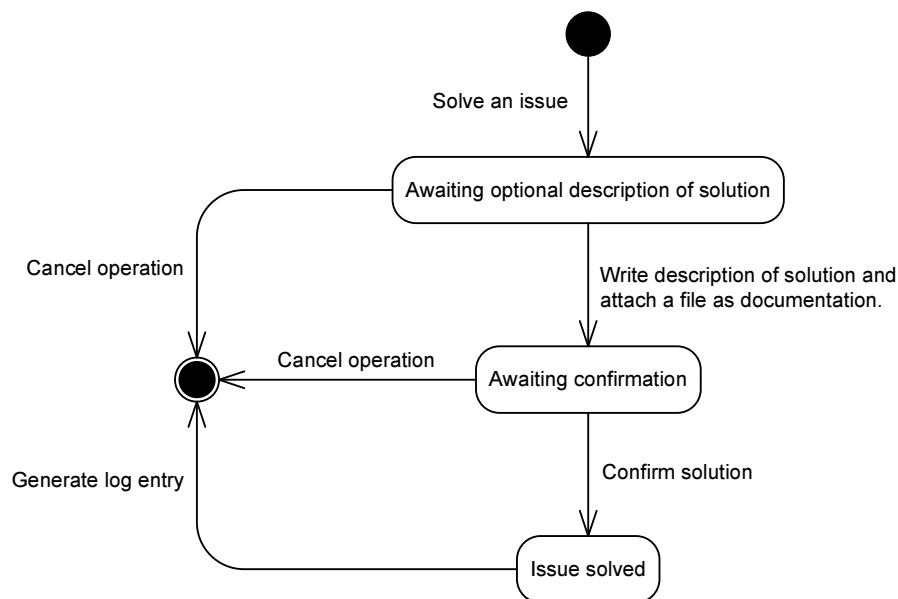 Solve an issue
Awaiting optional description of solution
Cancel operation
Write description of solution and
attach a file as documentation.
Cancel operation
Awaiting confirmation
Generate log entry
Confirm solution
Issue solved